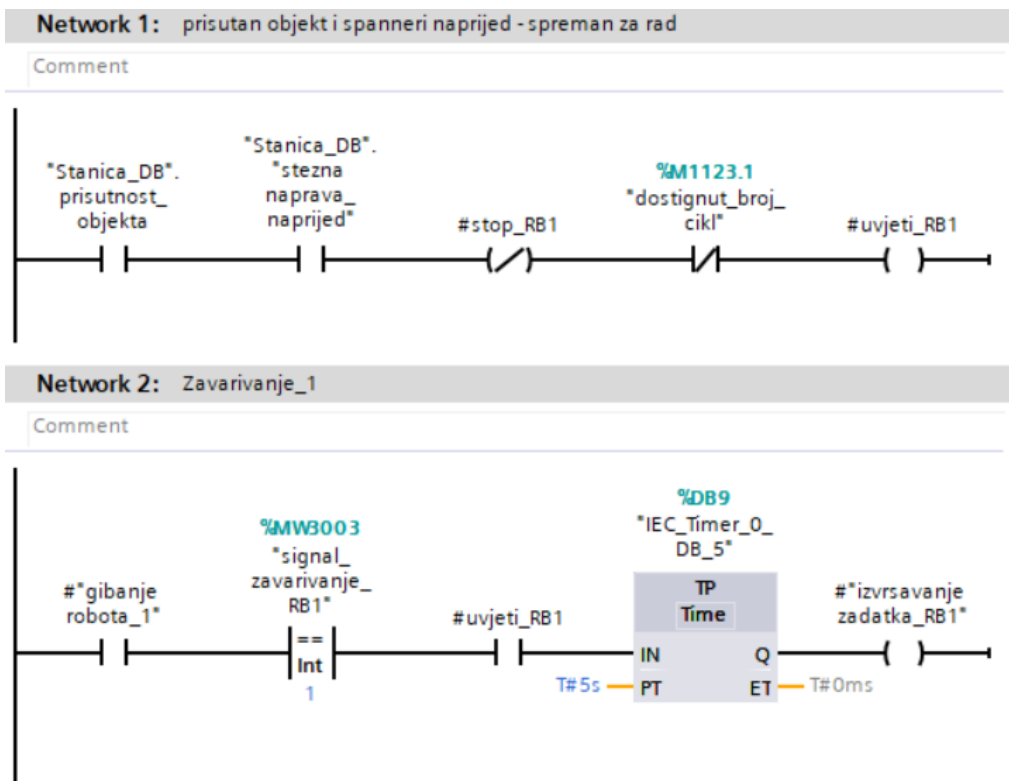 Network 1: prisutan objekt i spanneri naprijed - spreman za rad
Comment
"Stanica_DB".
prisutnost_
objekta
"Stanica_DB".
"stezna
naprava_
naprijed"
#stop_RB1
%M1123.1
"dostignut_broj_
cikl"
#uvjeti_RB1
Network 2: Zavarivanje_1
Comment
#"gibanje
robota_1"
%MW3003
"signal_
zavarivanje_
RB1"
==
Int
1
#uvjeti_RB1
%DB9
"IEC_Timer_0_
DB_5"
TP
Time
IN
Q
T#5s
PT
ET
T#0ms
#"izvrsavanje
zadatka_RB1"